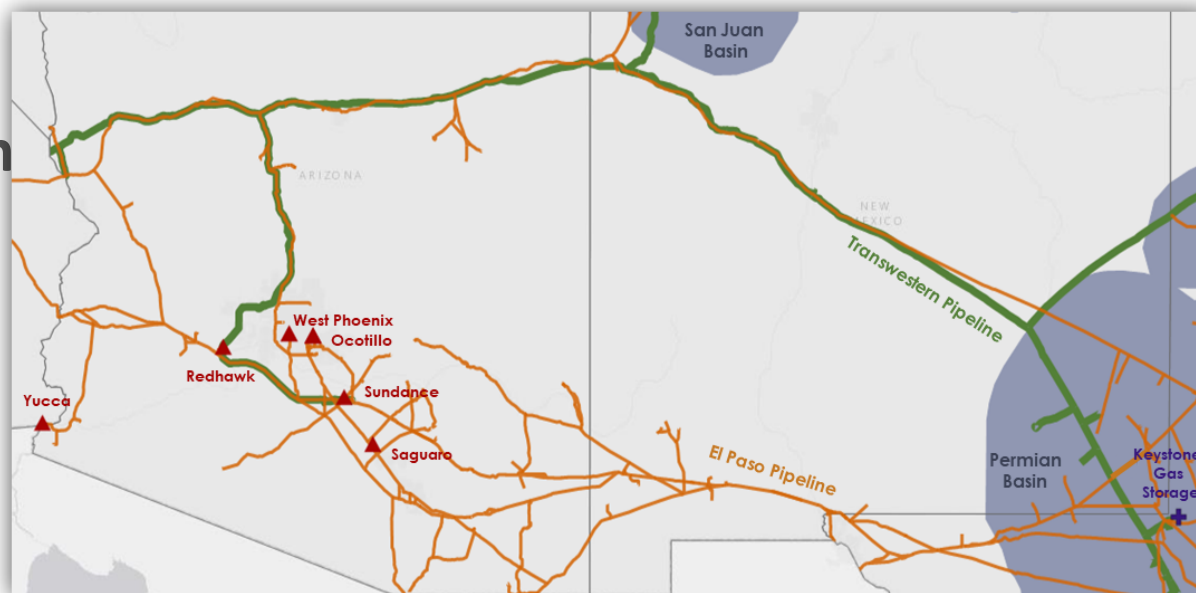 San Juan
Basin
n
ARIZONA
NEW
MEXICO
Transwestern Pipeline
West Phoenix
Ocotillo
Redhawk
Sundance
Yucca
Saguaro
El Paso Pipeline
Permian
Basin
Keystone
Gas
Storage